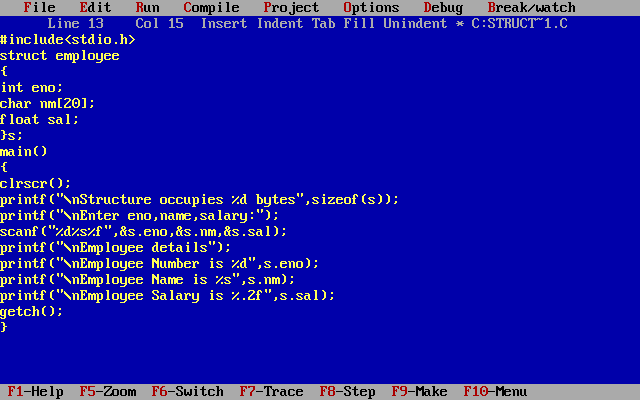 File Edit Run Compile Project Options Debug Break/watch
Line 13 Col 15 Insert Indent Tab Fill Unindent * C:STRUCT~1.C
#include<stdio.h>
struct employee
{
int eno;
char nm[20];
float sal;
}s;
main()
{
clrscr();
printf("\nStructure occupies %d bytes",sizeof(s));
printf("\nEnter eno,name,salary:");
scanf("%d%s%f",&s.eno,&s.nm,&s.sal);
printf("\nEmployee details");
printf("\nEmployee Number is %d",s.eno);
printf("\nEmployee Name is %s",s.nm);
printf("\nEmployee Salary is %.2f",s.sal);
getch();
}
F1-Help F5-Zoom F6-Switch F7-Trace F8-Step F9-Make F10-Menu